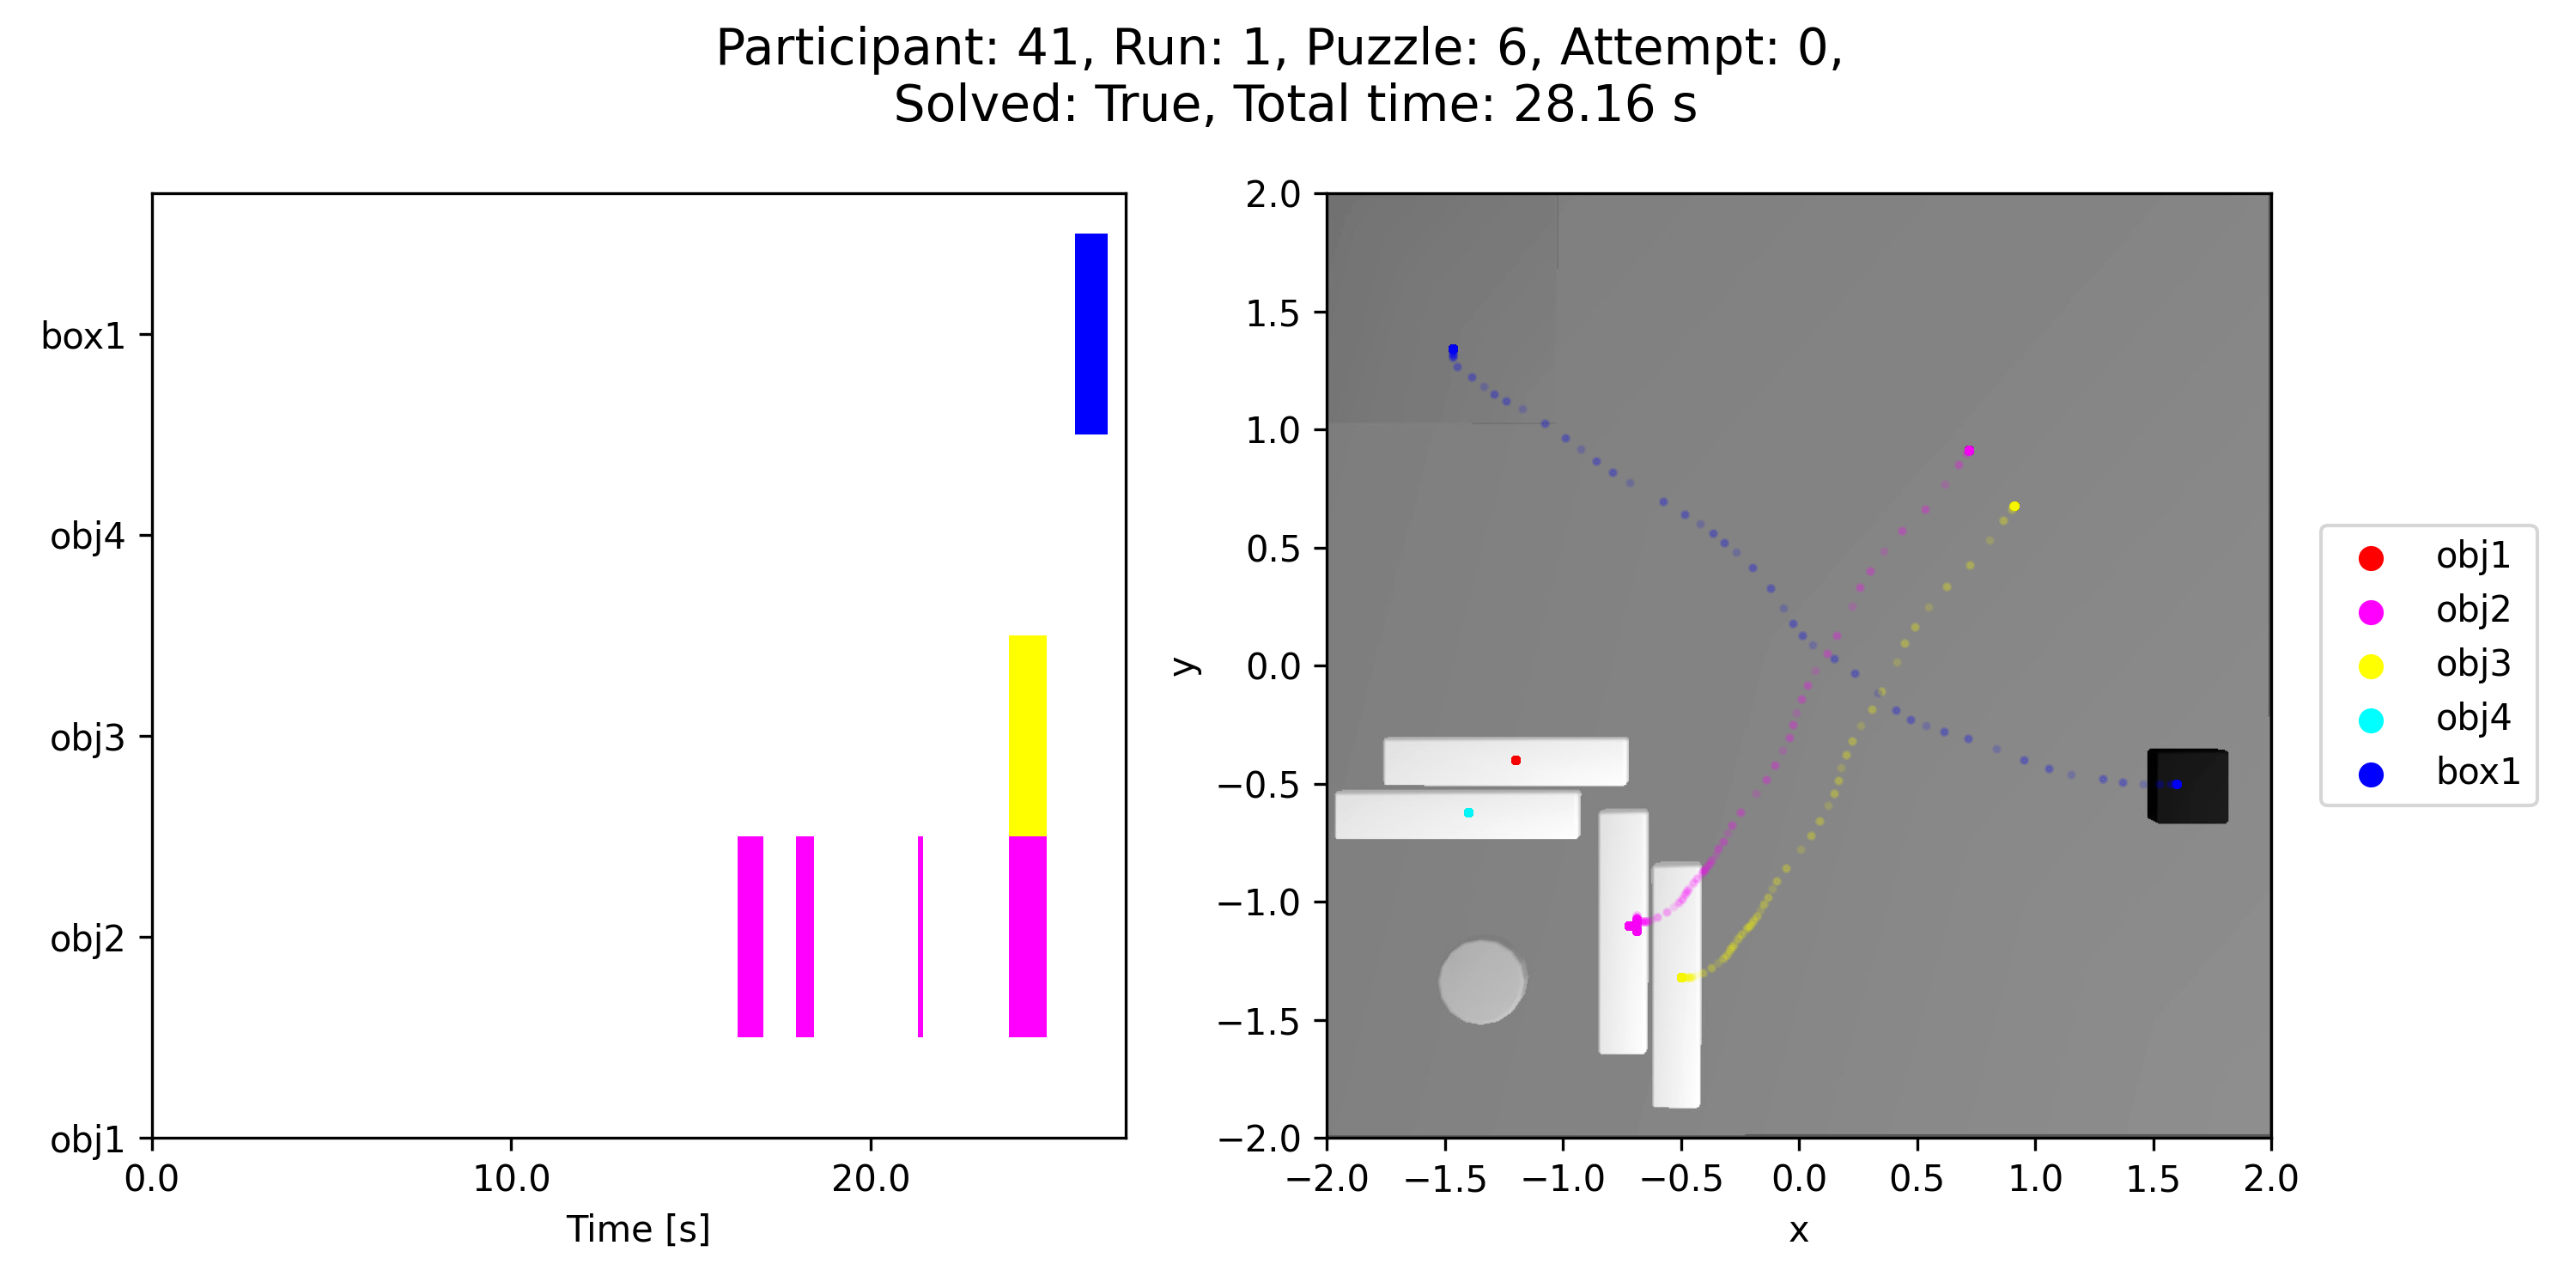 Participant: 41, Run: 1, Puzzle: 6, Attempt: 0,
Solved: True, Total time: 28.16 s
box1
obj4
obj3
obj2
obj1
0.0 10.0 20.0
Time [s]
2.0
1.5
1.0
0.5
0.0
−0.5
−1.0
−1.5
−2.0
y
−2.0 −1.5 −1.0 −0.5 0.0 0.5 1.0 1.5 2.0
x
obj1
obj2
obj3
obj4
box1